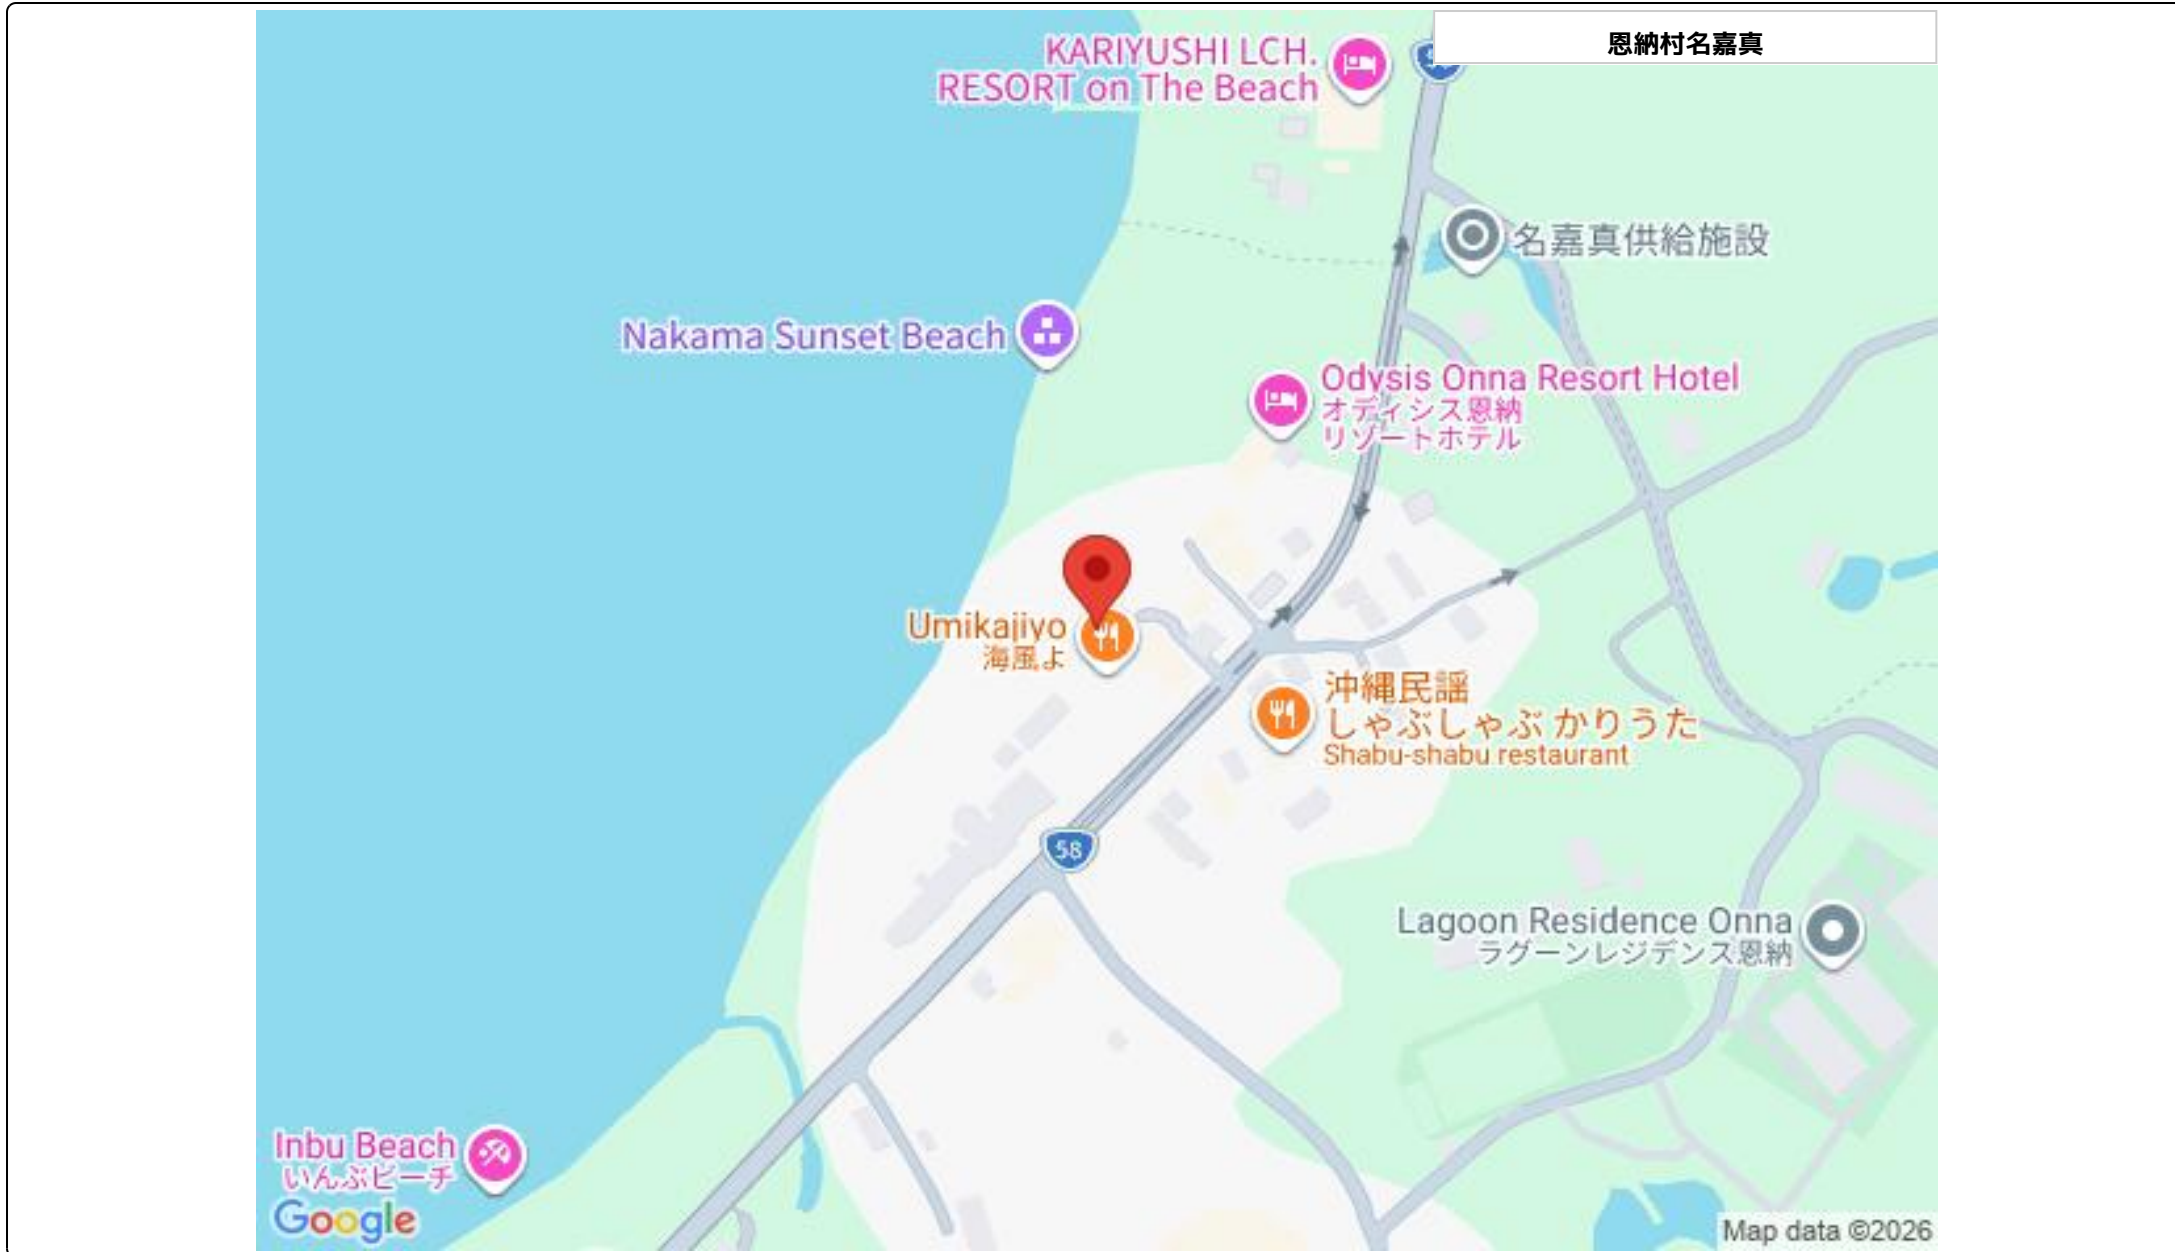 恩納村名嘉真
KARIYUSHI LCH.
RESORT on The Beach
名嘉真供給施設
Nakama Sunset Beach
Odysis Onna Resort Hotel
オディシス恩納
リゾートホテル
Umikajiyo
海風よ
沖縄民謡
しゃぶしゃぶ かりうた
Shabu-shabu restaurant
58
Lagoon Residence Onna
ラグーンレジデンス恩納
Inbu Beach
いんぶビーチ
Google
Map data ©2026